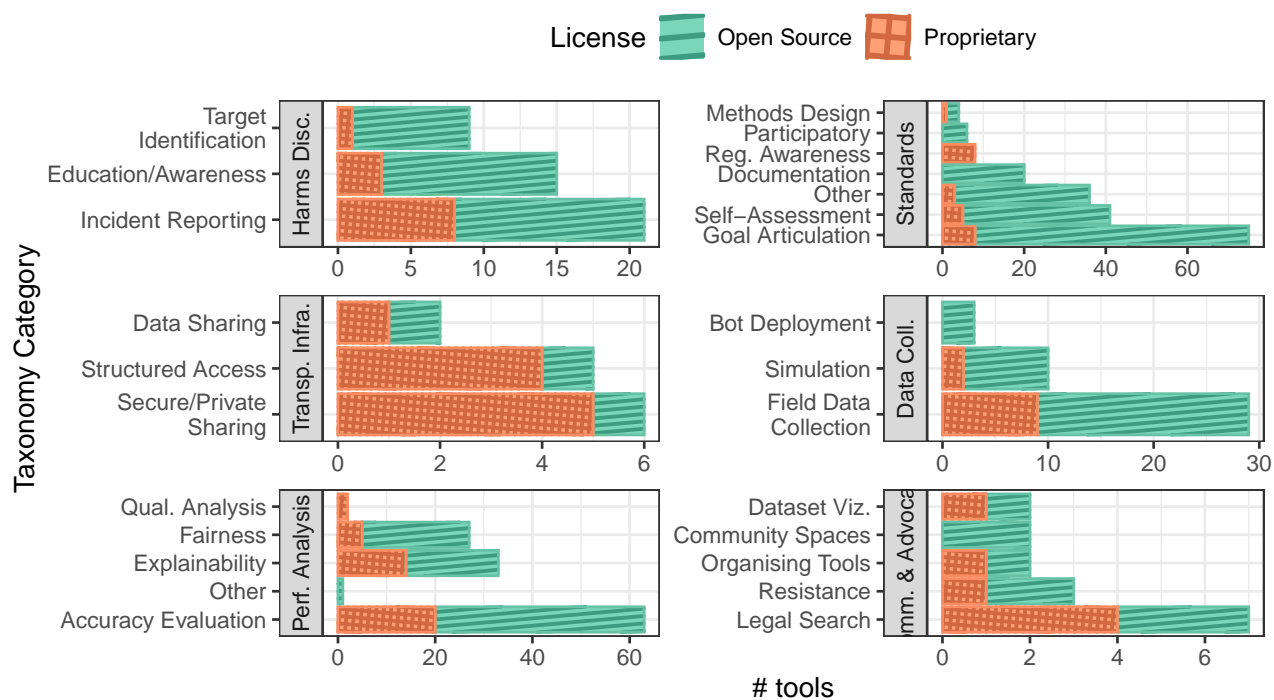 License Open Source Proprietary
Taxonomy Category
Target
Identification
Education/Awareness
Incident Reporting
Harms Disc.
0 5 10 15 20
Methods Design
Participatory
Reg. Awareness
Documentation
Other
Self−Assessment
Goal Articulation
Standards
0 20 40 60
Data Sharing
Structured Access
Secure/Private
Sharing
Transp. Infra.
0 2 4 6
Bot Deployment
Simulation
Field Data
Collection
Data Coll.
0 10 20 30
Qual. Analysis
Fairness
Explainability
Other
Accuracy Evaluation
Perf. Analysis
0 20 40 60
Dataset Viz.
Community Spaces
Organising Tools
Resistance
Legal Search
omm. & Advoca
0 2 4 6
# tools